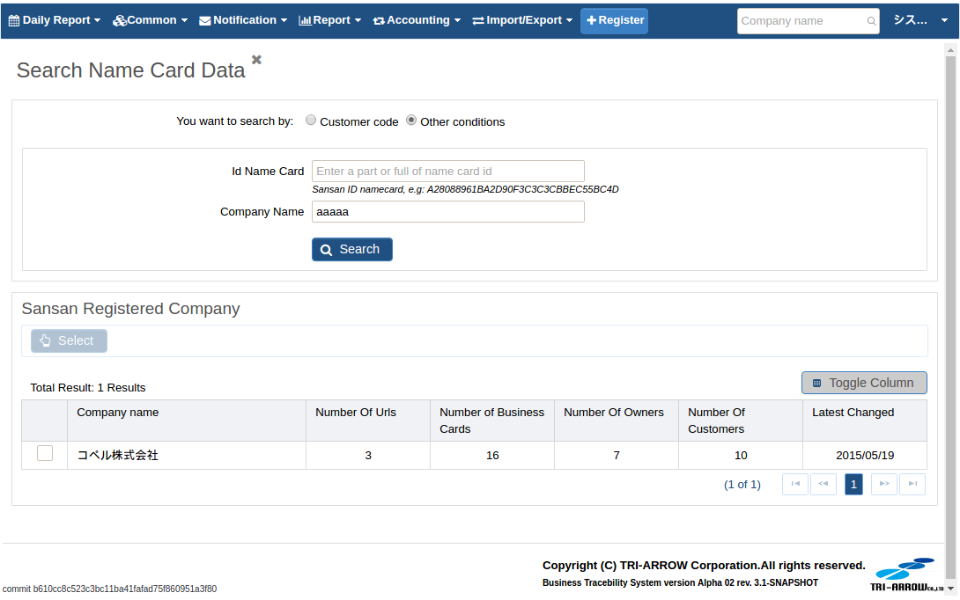 Daily Report Common Notification Report Accounting Import/Export Register Company name シス...
Search Name Card Data
You want to search by: Customer code Other conditions
Id Name Card Enter a part or full of name card id
Sansan ID namecard, e.g: A28088961BA2D90F3C3C3CBBEC55BC4D
Company Name aaaaa
Search
Sansan Registered Company
Select
Total Result: 1 Results Toggle Column
Company name Number Of Urls Number of Business Cards Number Of Owners Number Of Customers Latest Changed
コペル株式会社 3 16 7 10 2015/05/19
(1 of 1) 1
Copyright (C) TRI-ARROW Corporation.All rights reserved.
Business Tracebility System version Alpha 02 rev. 3.1-SNAPSHOT
TRI-ARROW Co.,Ltd
commit b610cc8c523c3bc11ba41fafad75f860951a3f80